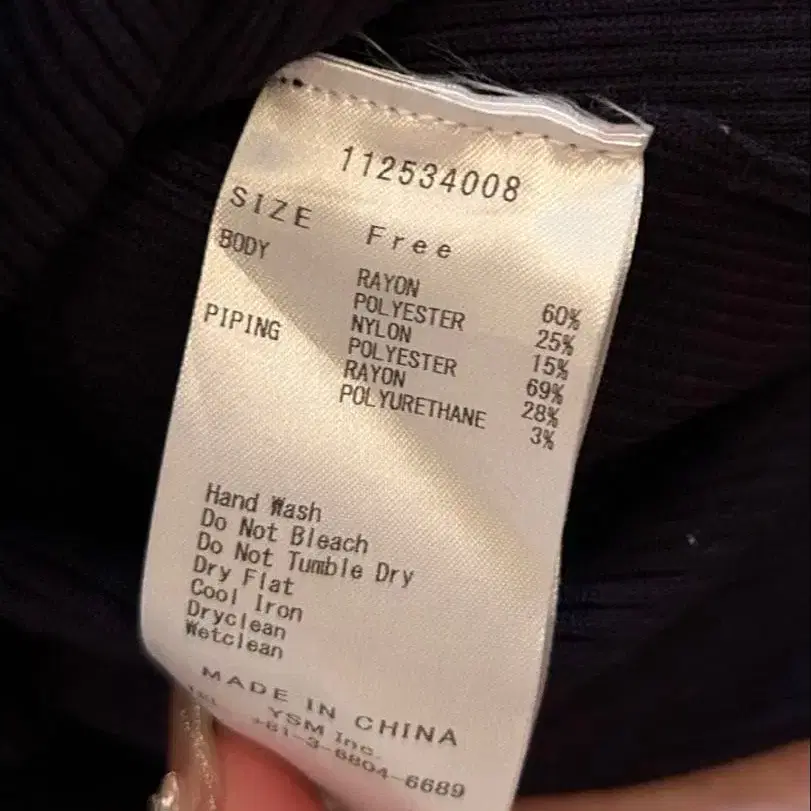 112534008
SIZE Free
BODY RAYON 60%
POLYESTER 25%
NYLON 15%
PIPING POLYESTER 69%
RAYON 28%
POLYURETHANE 3%
Hand Wash
Do Not Bleach
Do Not Tumble Dry
Dry Flat
Cool Iron
Dryclean
Wetclean
MADE IN CHINA
YSM Inc.
+81-3-6804-6689